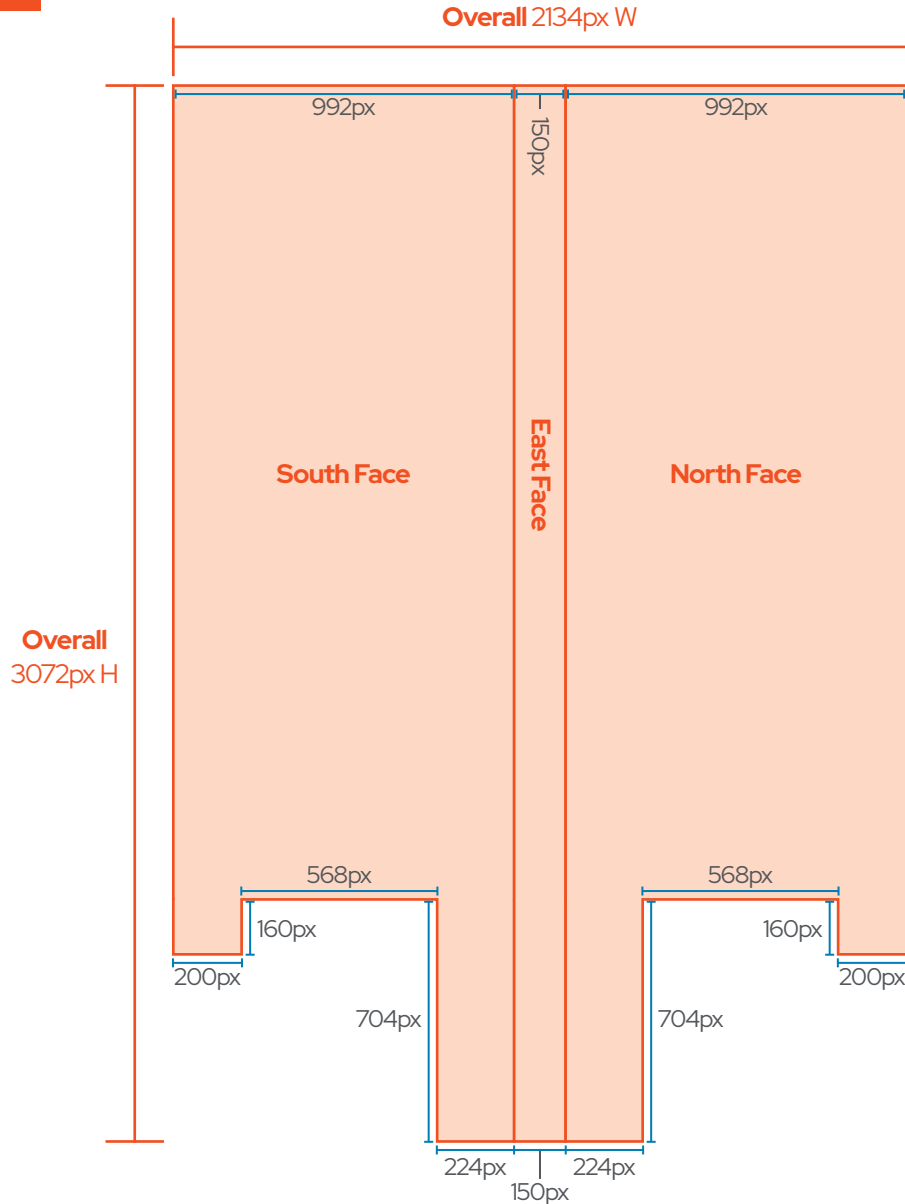 Overall 2134px W
992px
150px
992px
South Face
East Face
North Face
Overall
3072px H
568px
568px
160px
160px
200px
200px
704px
704px
224px
224px
150px